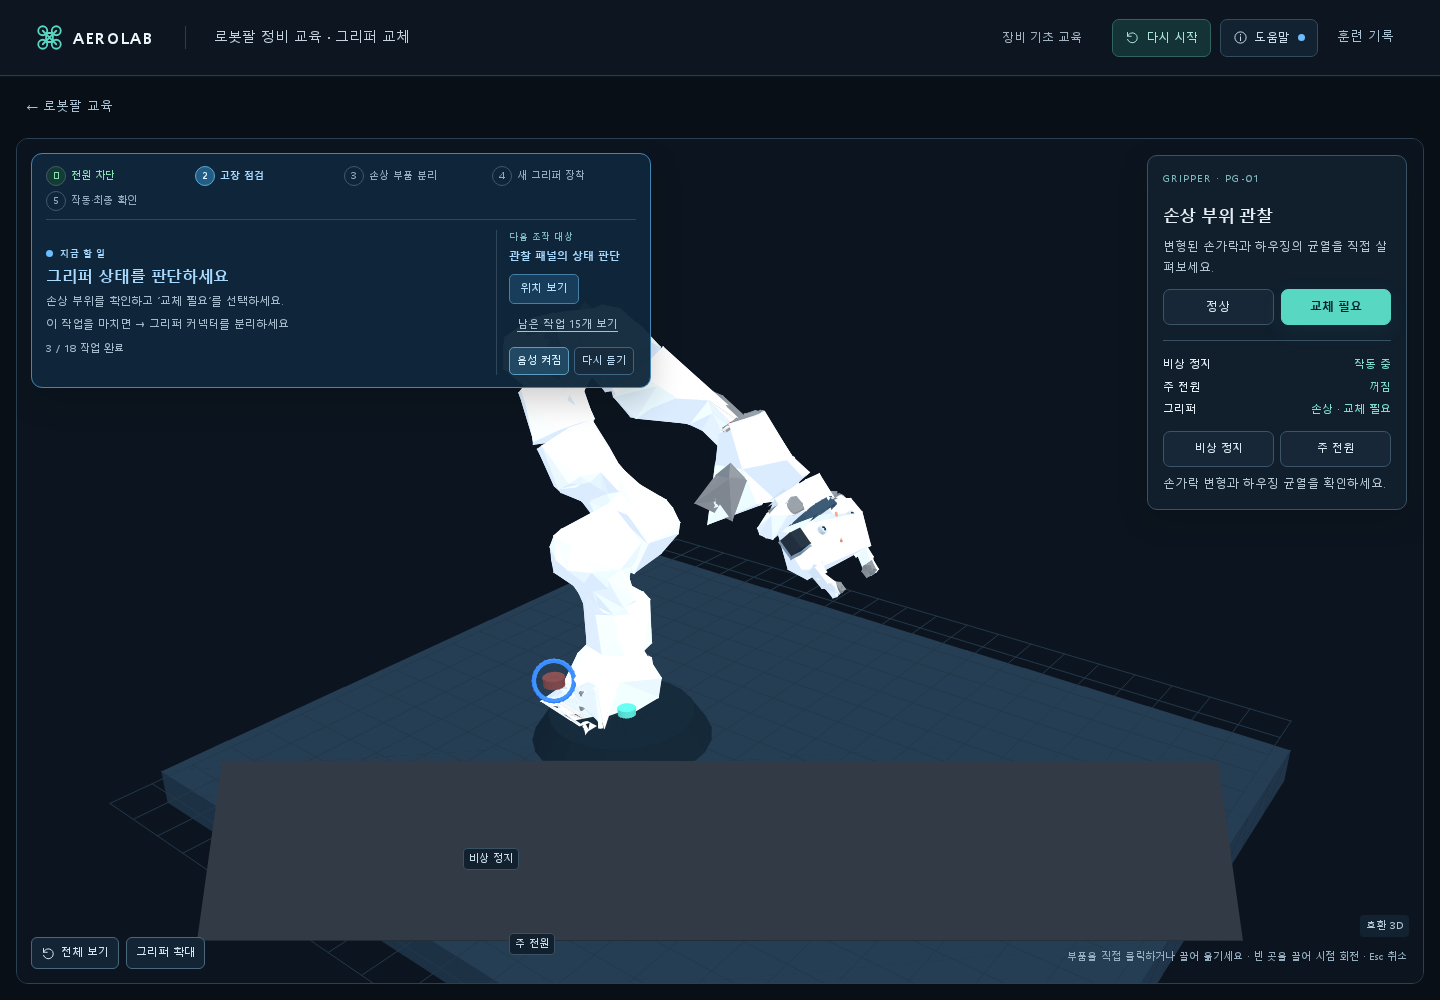 AEROLAB
로봇팔 정비 교육 · 그리퍼 교체
장비 기초 교육
다시 시작
도움말
훈련 기록
← 로봇팔 교육
전원 차단
2 고장 점검
3 손상 부품 분리
4 새 그리퍼 장착
5 작동·최종 확인
지금 할 일
그리퍼 상태를 판단하세요
손상 부위를 확인하고 '교체 필요'를 선택하세요.
이 작업을 마치면 → 그리퍼 커넥터를 분리하세요
3 / 18 작업 완료
다음 조작 대상
관찰 패널의 상태 판단
위치 보기
남은 작업 15개 보기
음성 켜짐
다시 듣기
GRIPPER · PG-01
손상 부위 관찰
변형된 손가락과 하우징의 균열을 직접 살
펴보세요.
정상
교체 필요
비상 정지 작동 중
주 전원 꺼짐
그리퍼 손상 · 교체 필요
비상 정지
주 전원
손가락 변형과 하우징 균열을 확인하세요.
비상 정지
주 전원
전체 보기
그리퍼 확대
호환 3D
부품을 직접 클릭하거나 끌어 옮기세요 · 빈 곳을 끌어 시점 회전 · Esc 취소